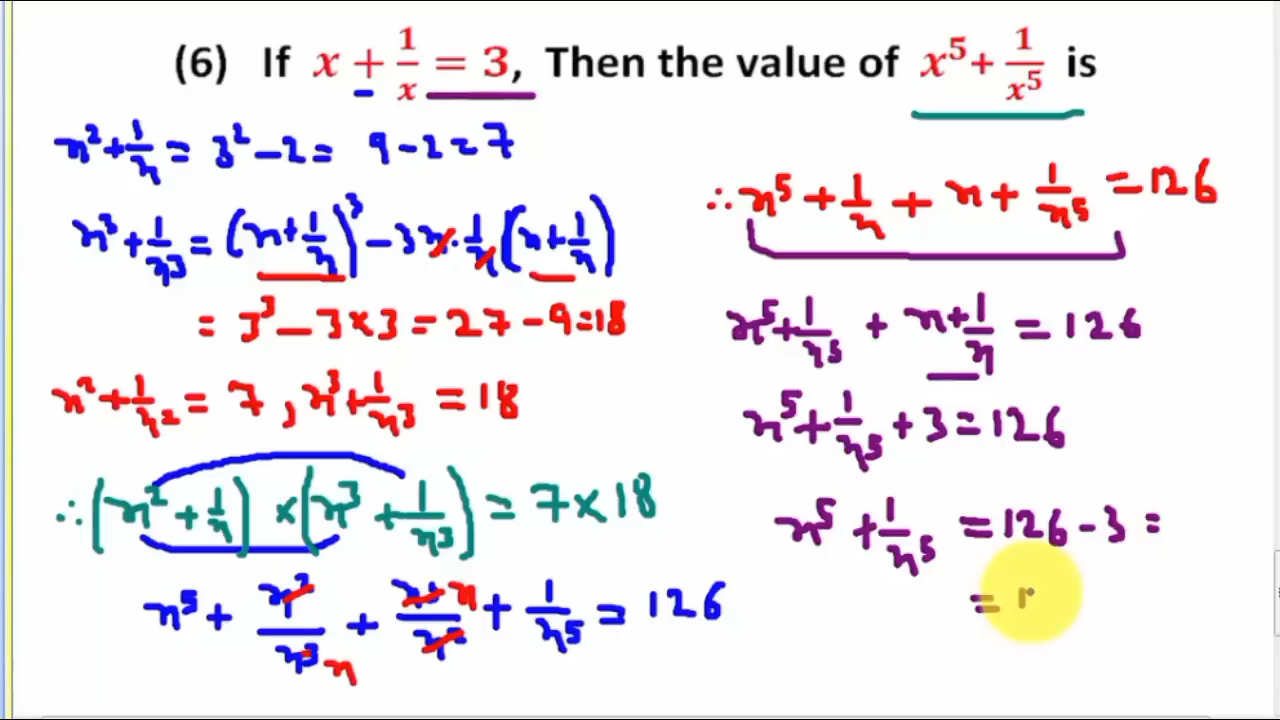 (6) If x + 1/x = 3, Then the value of x⁵ + 1/x⁵ is
x² + 1/x = 3² - 2 = 9 - 2 = 7
x³ + 1/x³ = (x + 1/x)³ - 3x · 1/x (x + 1/x)
= 3³ - 3 × 3 = 27 - 9 = 18
x² + 1/x² = 7, x³ + 1/x³ = 18
∴ (x² + 1/x) × (x³ + 1/x³) = 7 × 18
x⁵ + x²/x³ x + x³/x² x + 1/x⁵ = 126
∴ x⁵ + 1/x + x + 1/x⁵ = 126
x⁵ + 1/x⁵ + x + 1/x = 126
x⁵ + 1/x⁵ + 3 = 126
x⁵ + 1/x⁵ = 126 - 3 =
= 1